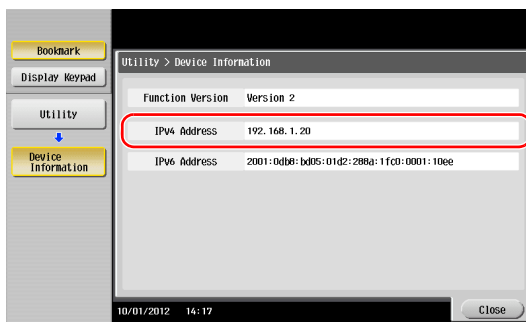 Bookmark
Display Keypad
Utility
Device
Information
Utility > Device Information
Function Version Version 2
IPv4 Address 192.168.1.20
IPv6 Address 2001:0db8:bd05:01d2:288a:1fc0:0001:10ee
10/01/2012 14:17
Close